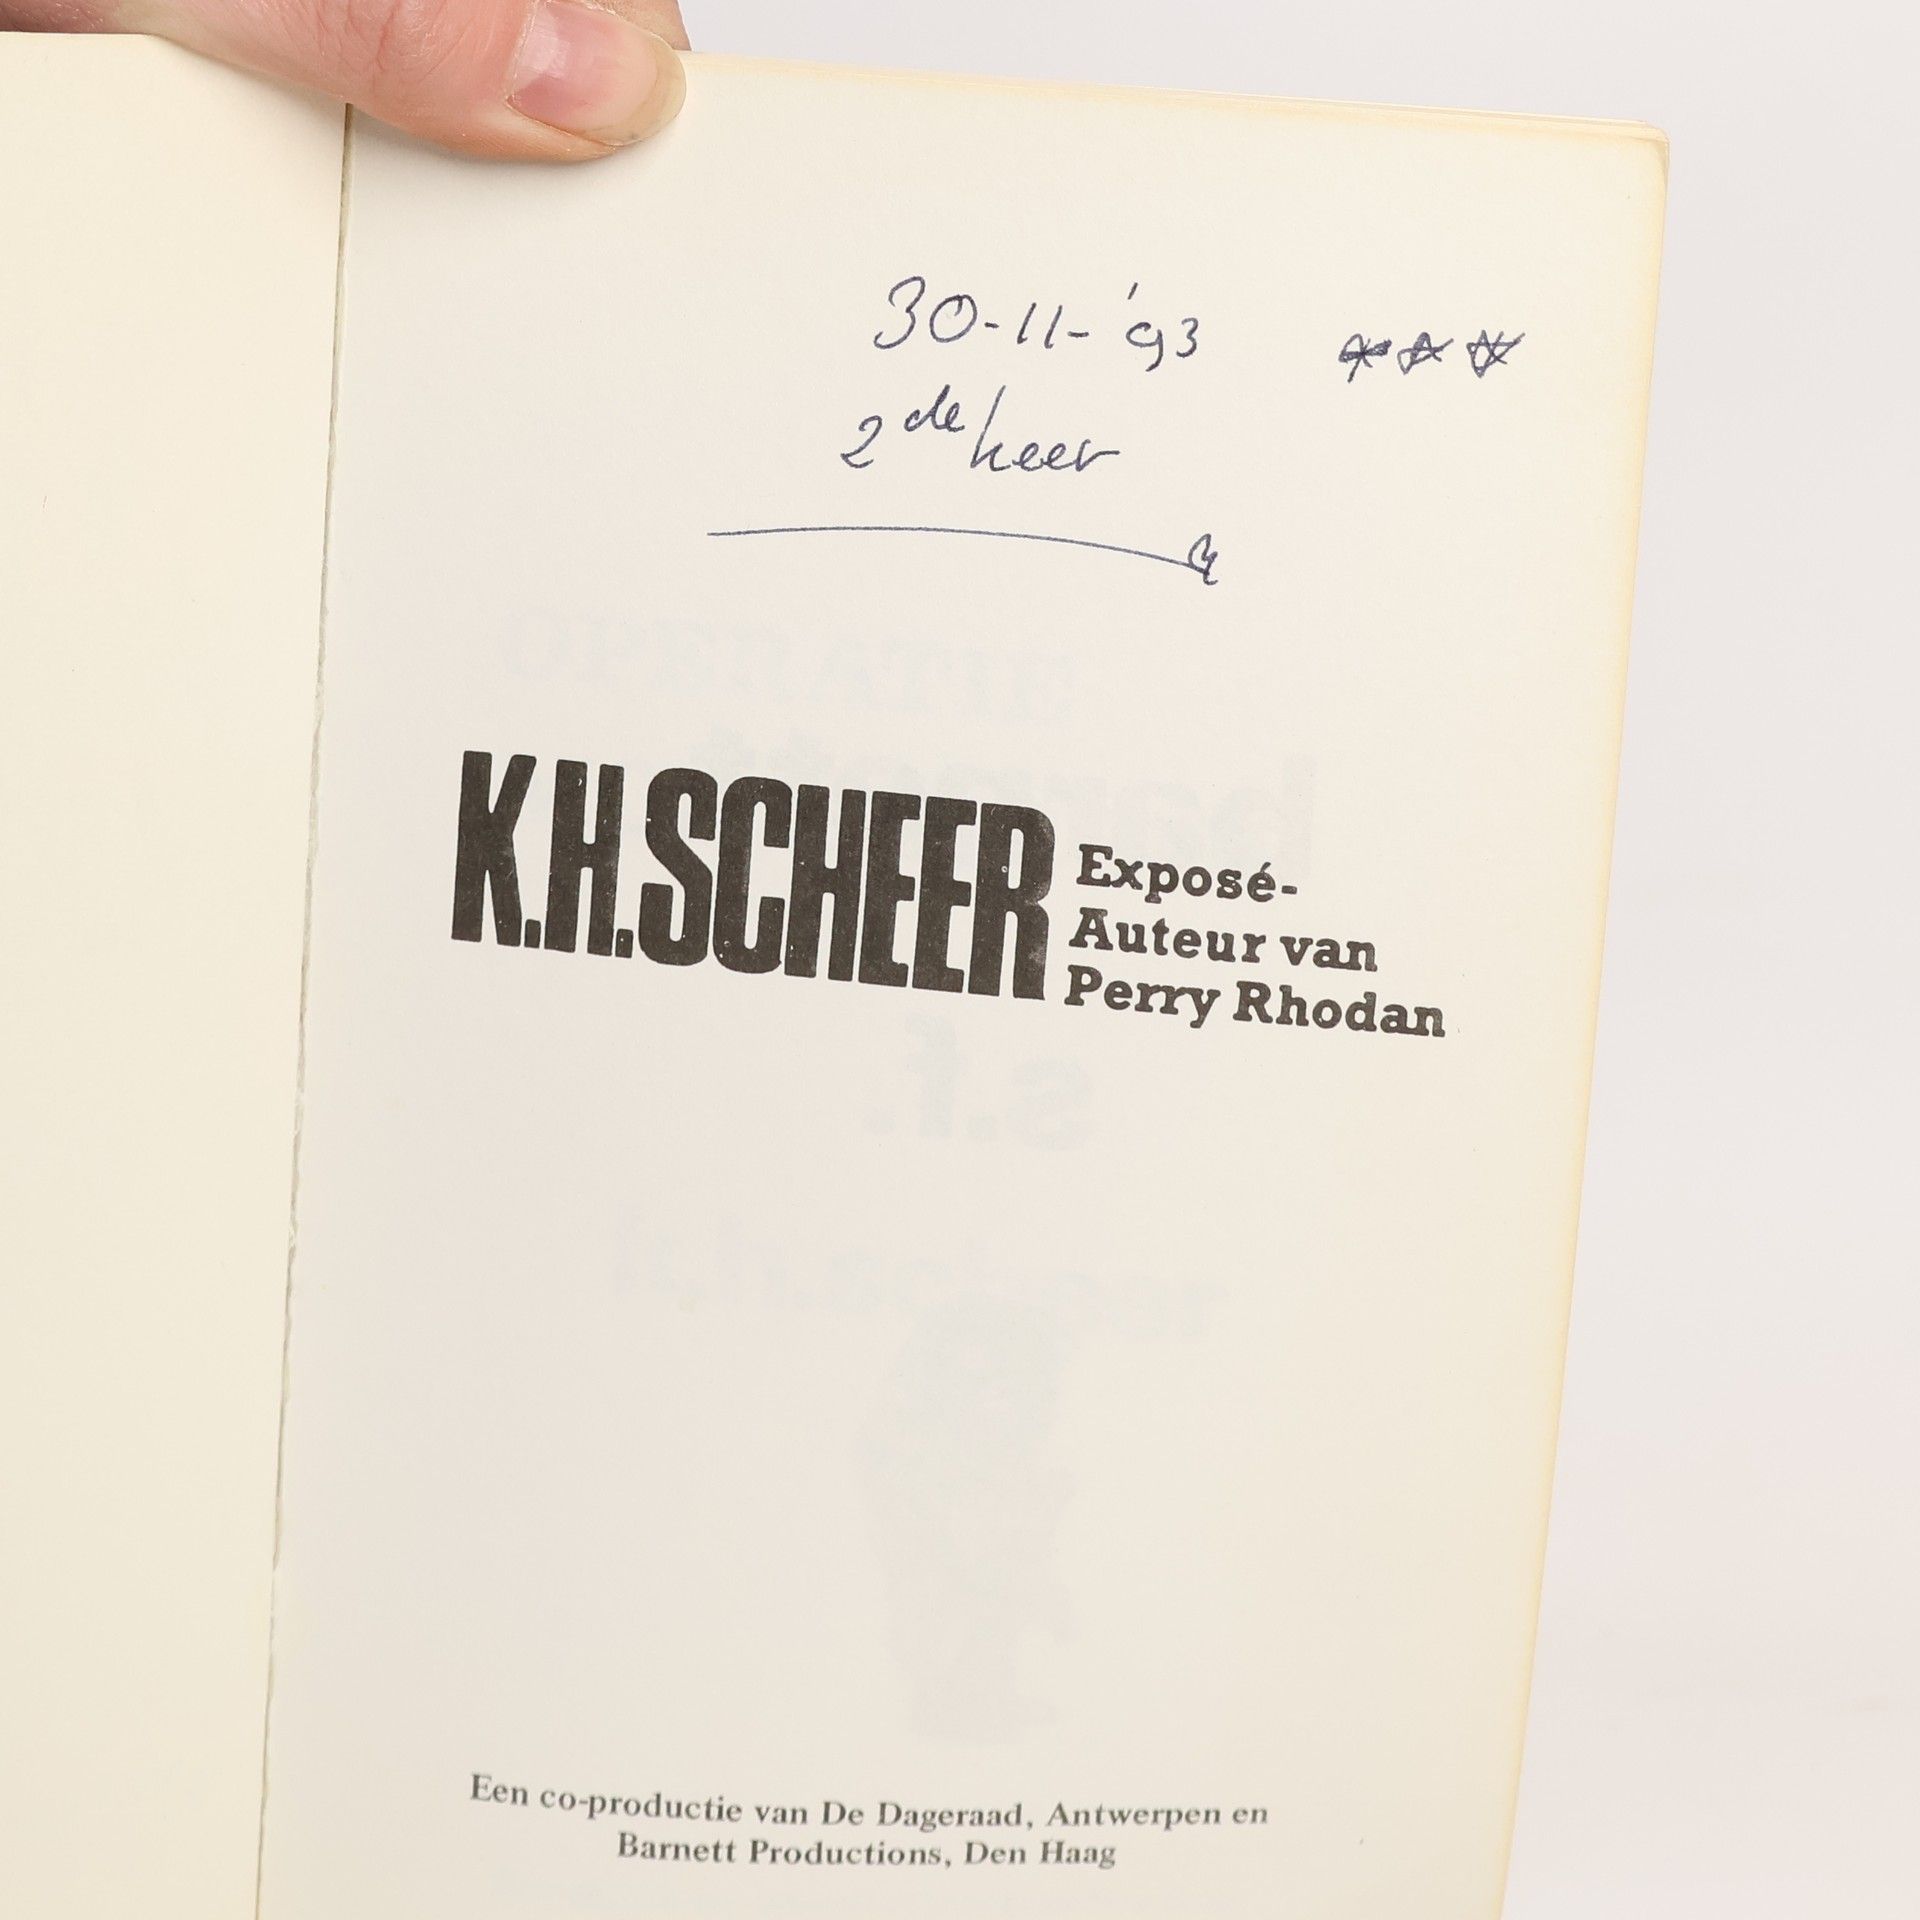 30-11-'93 ***
2de keer
K.H.SCHEER
Exposé-
Auteur van
Perry Rhodan
Een co-productie van De Dageraad, Antwerpen en
Barnett Productions, Den Haag